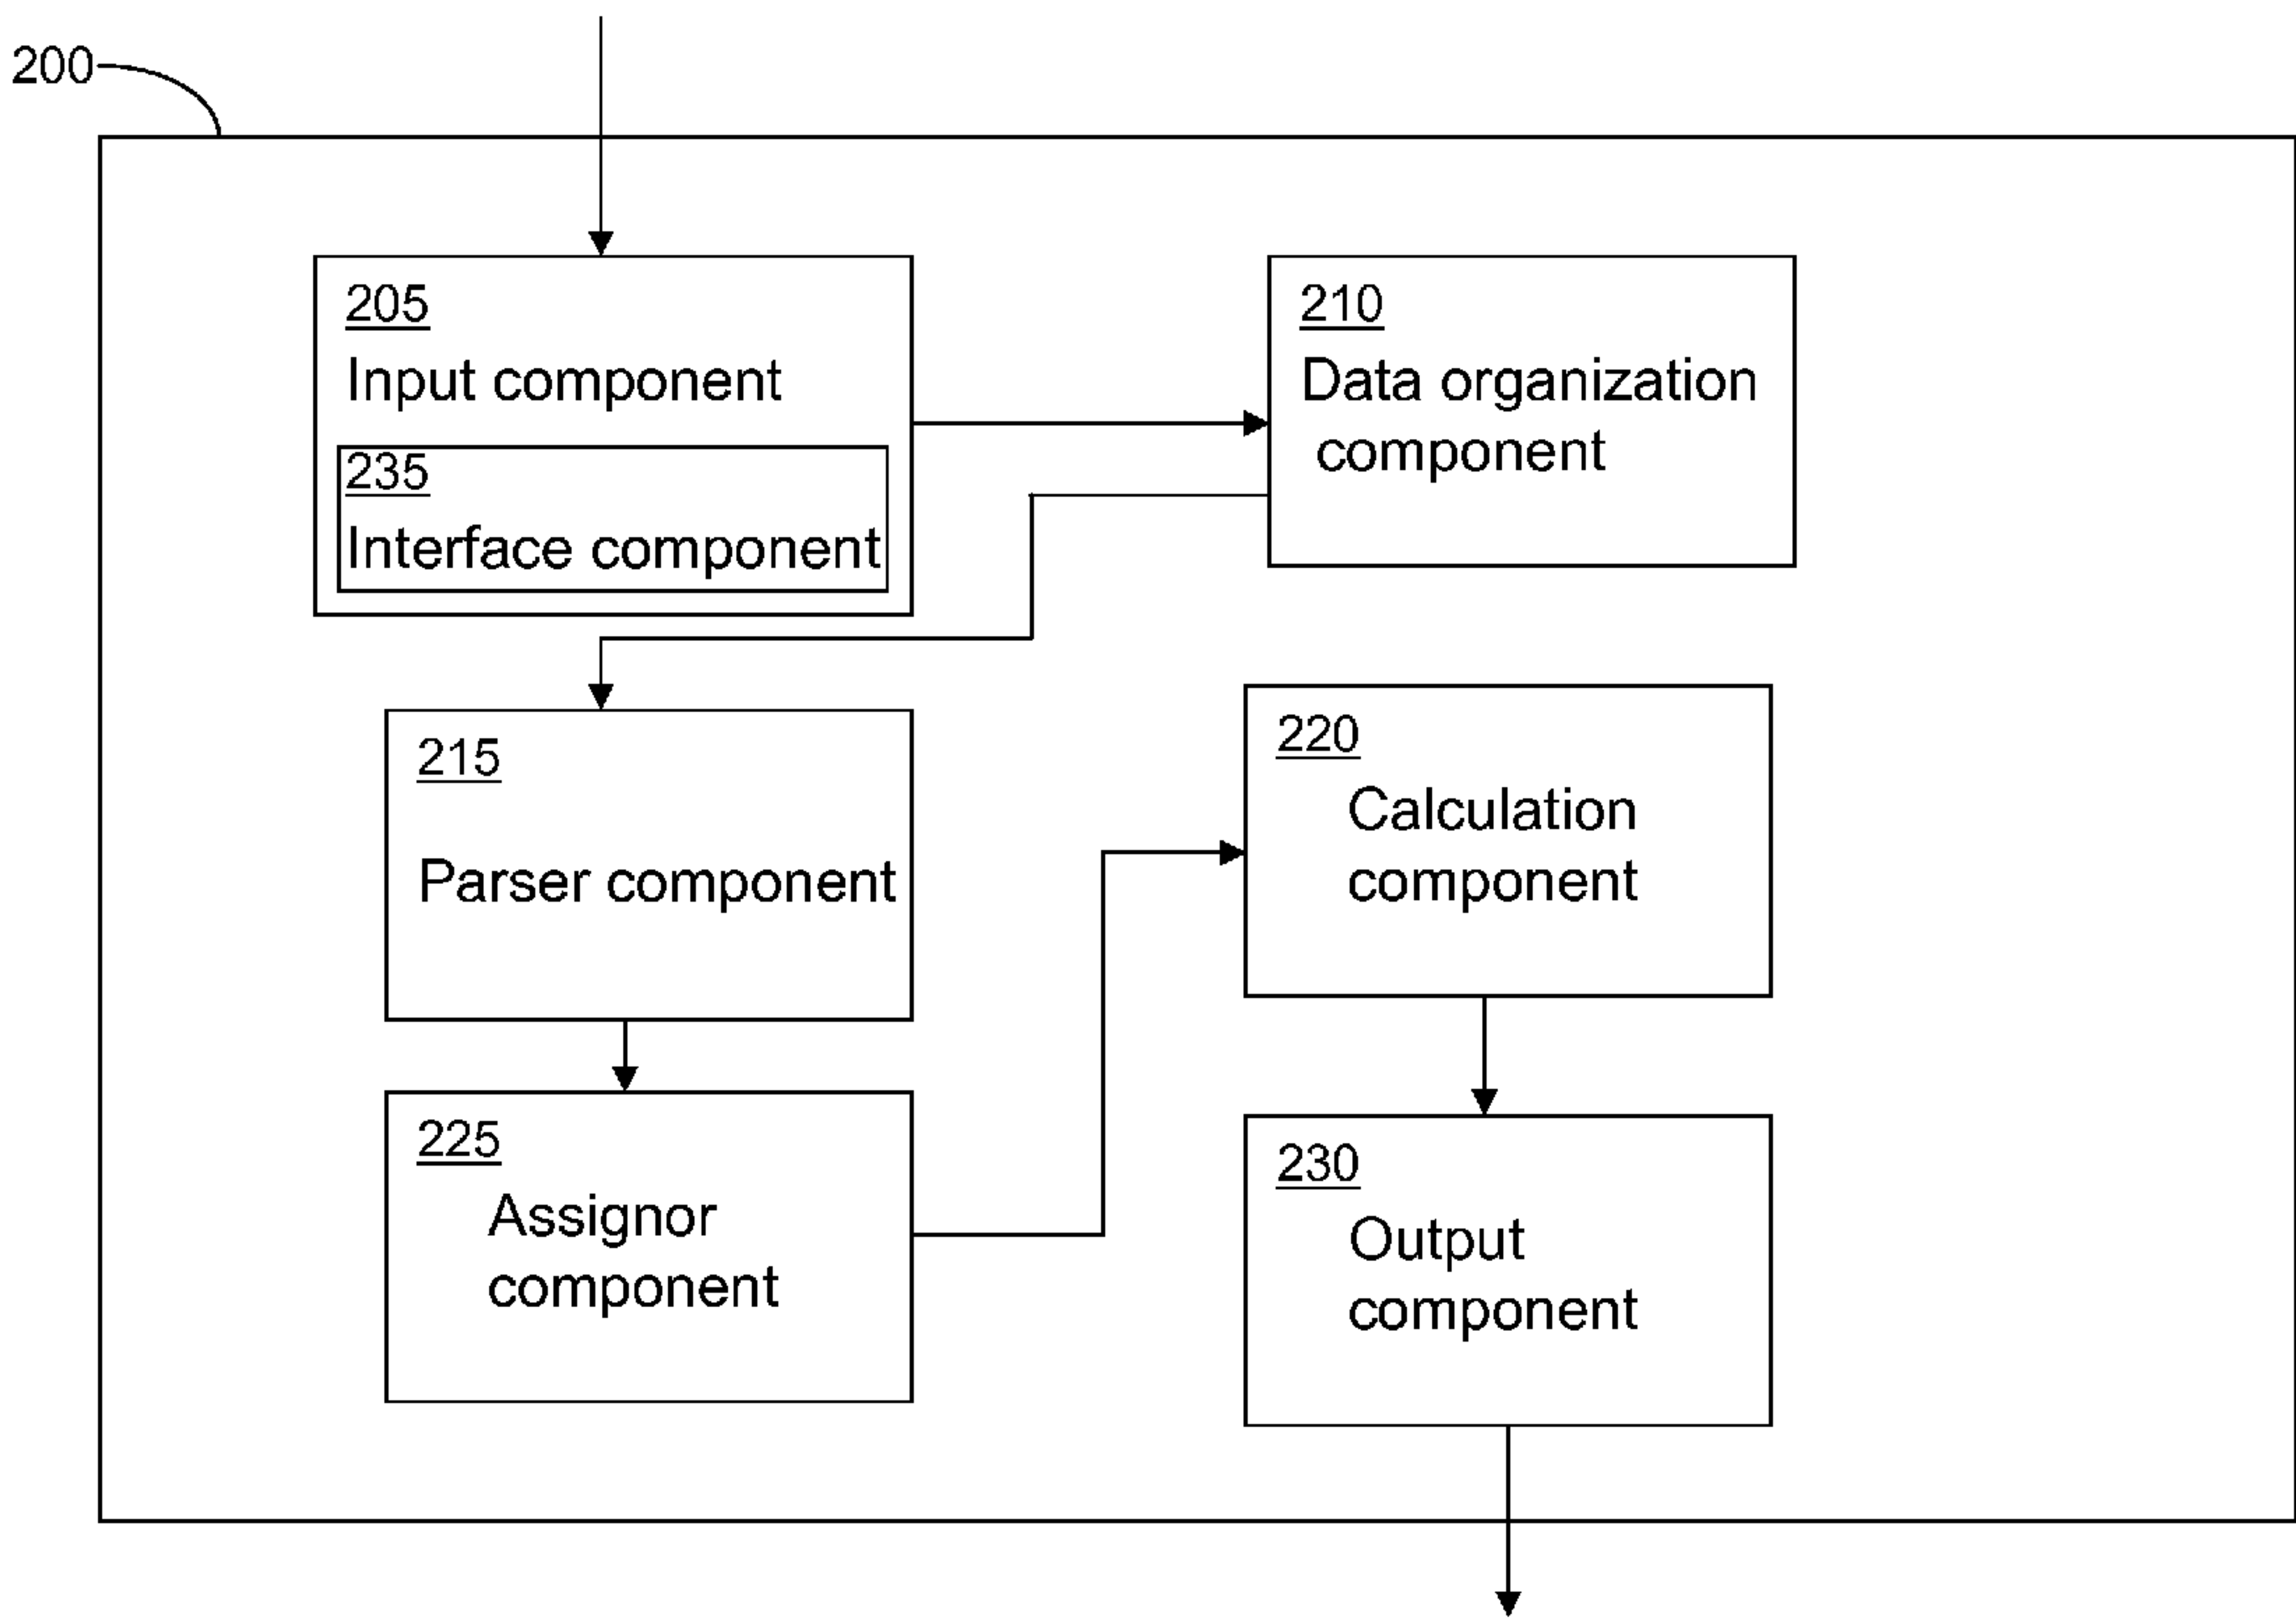 200
205
Input component
235
Interface component
210
Data organization
component
215
Parser component
220
Calculation
component
225
Assignor
component
230
Output
component